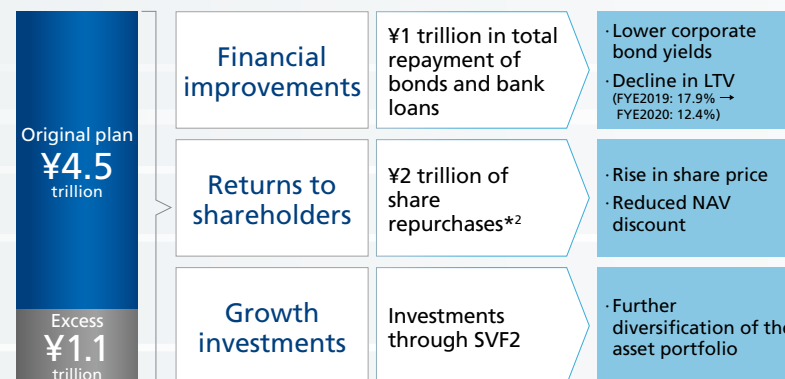 Original plan
¥4.5
trillion
Excess
¥1.1
trillion
Financial
improvements
¥1 trillion in total
repayment of
bonds and bank
loans
· Lower corporate
bond yields
· Decline in LTV
(FYE2019: 17.9% →
FYE2020: 12.4%)
Returns to
shareholders
¥2 trillion of
share
repurchases*2
· Rise in share price
· Reduced NAV
discount
Growth
investments
Investments
through SVF2
· Further
diversification of the
asset portfolio